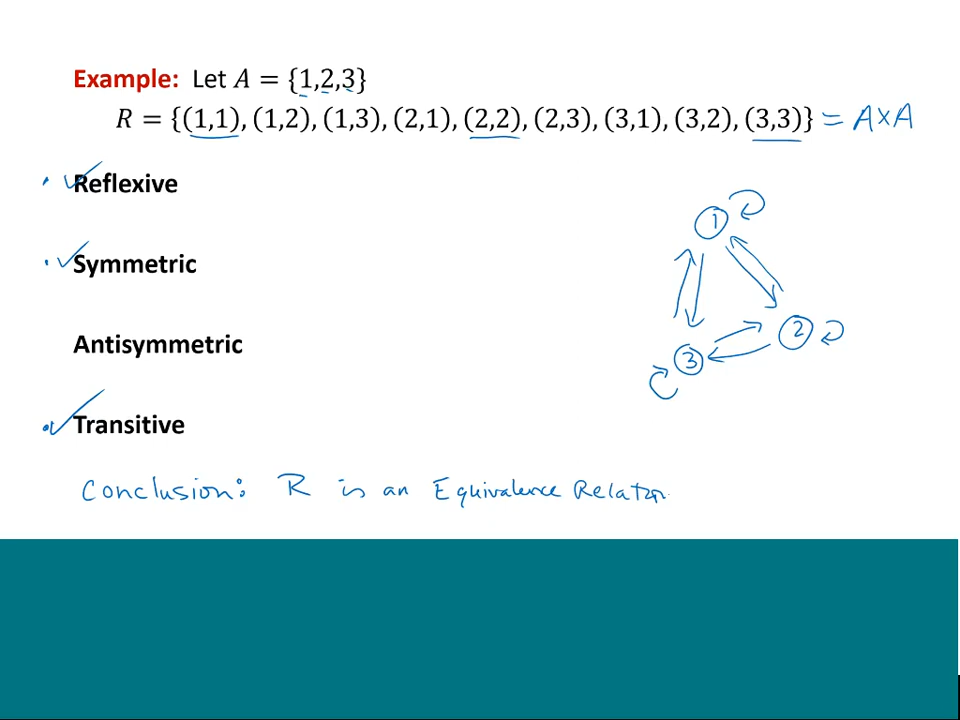 Example: Let 𝐴 = {1,2,3}
𝑅 = {(1,1), (1,2), (1,3), (2,1), (2,2), (2,3), (3,1), (3,2), (3,3)} = A×A
Reflexive
1
Symmetric
Antisymmetric
2
3
Transitive
Conclusion: R is an Equivalence Relation